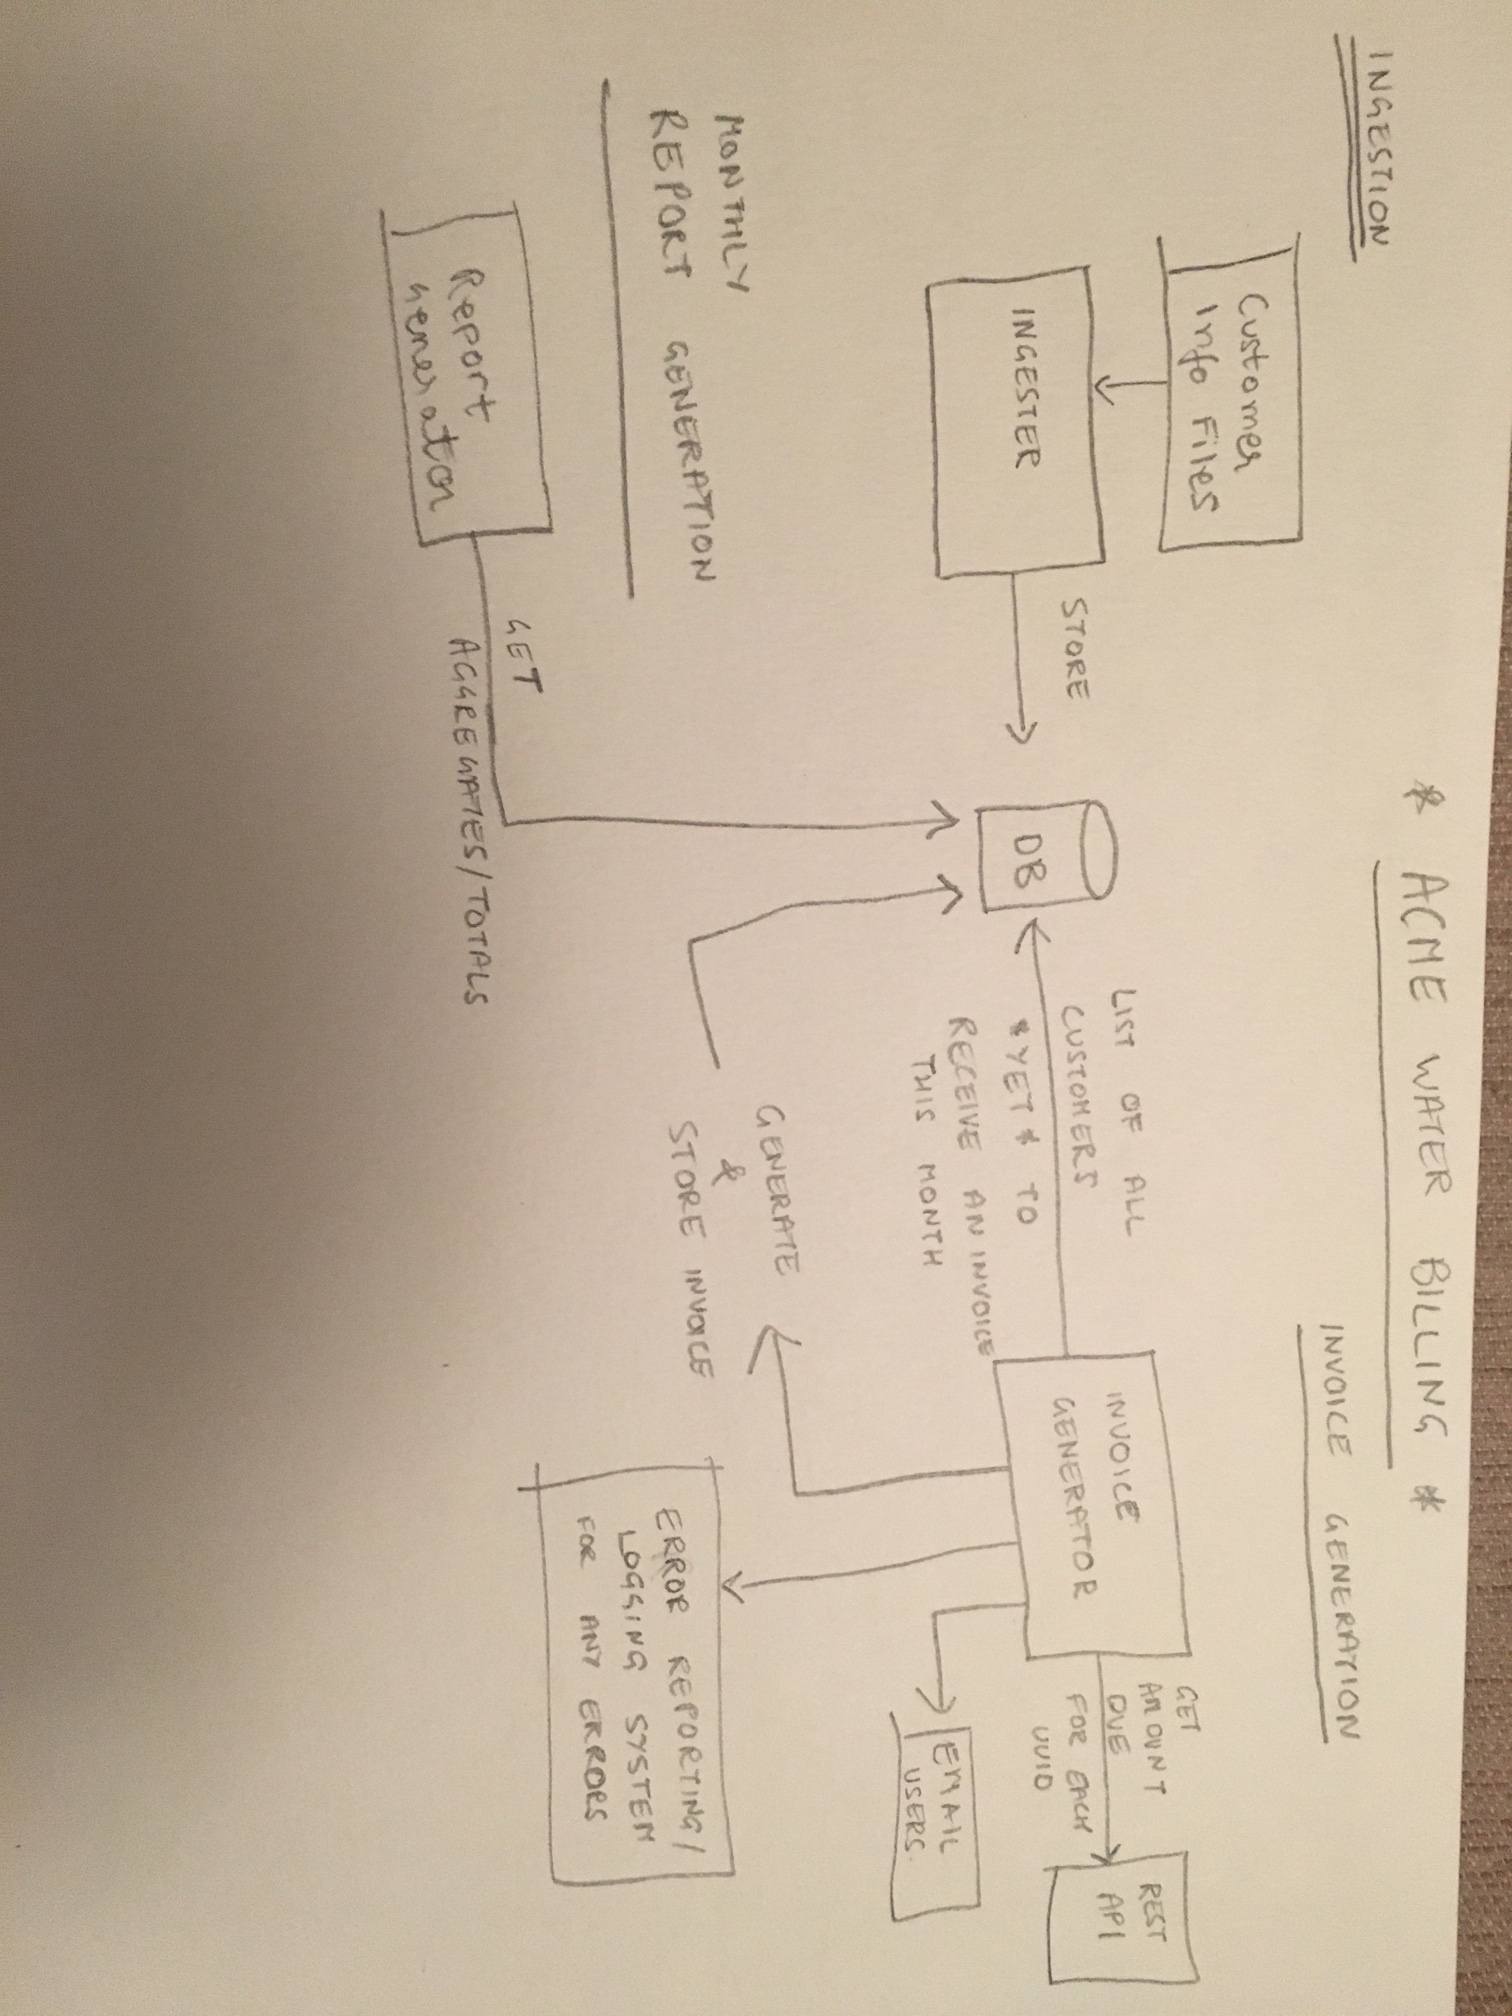 * ACME WATER BILLING *
INGESTION
Customer
Info Files
INGESTER
STORE
DB
INVOICE GENERATION
LIST OF ALL
CUSTOMERS
*YET* TO
RECEIVE AN INVOICE
THIS MONTH
INVOICE
GENERATOR
GET
AMOUNT
DUE
FOR EACH
UUID
REST
API
EMAIL
USERS.
GENERATE
&
STORE INVOICE
ERROR REPORTING/
LOGGING SYSTEM
FOR ANY ERRORS
MONTHLY
REPORT GENERATION
Report
Generator
GET
AGGREGATES/TOTALS